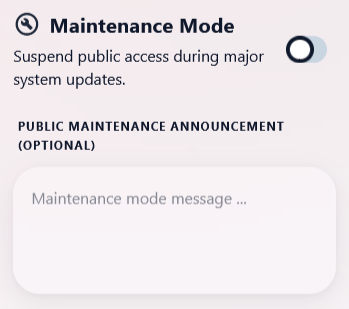 Maintenance Mode
Suspend public access during major
system updates.
PUBLIC MAINTENANCE ANNOUNCEMENT
(OPTIONAL)
Maintenance mode message ...